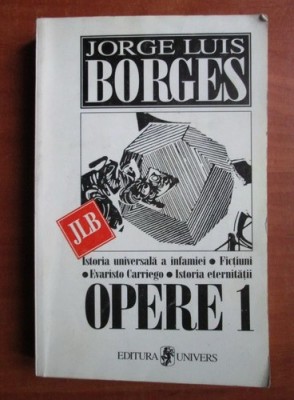 JORGE LUIS
BORGES
JLB
Istoria universală a infamiei • Ficțiuni
• Evaristo Carriego • Istoria eternității
OPERE 1
EDITURA UNIVERS